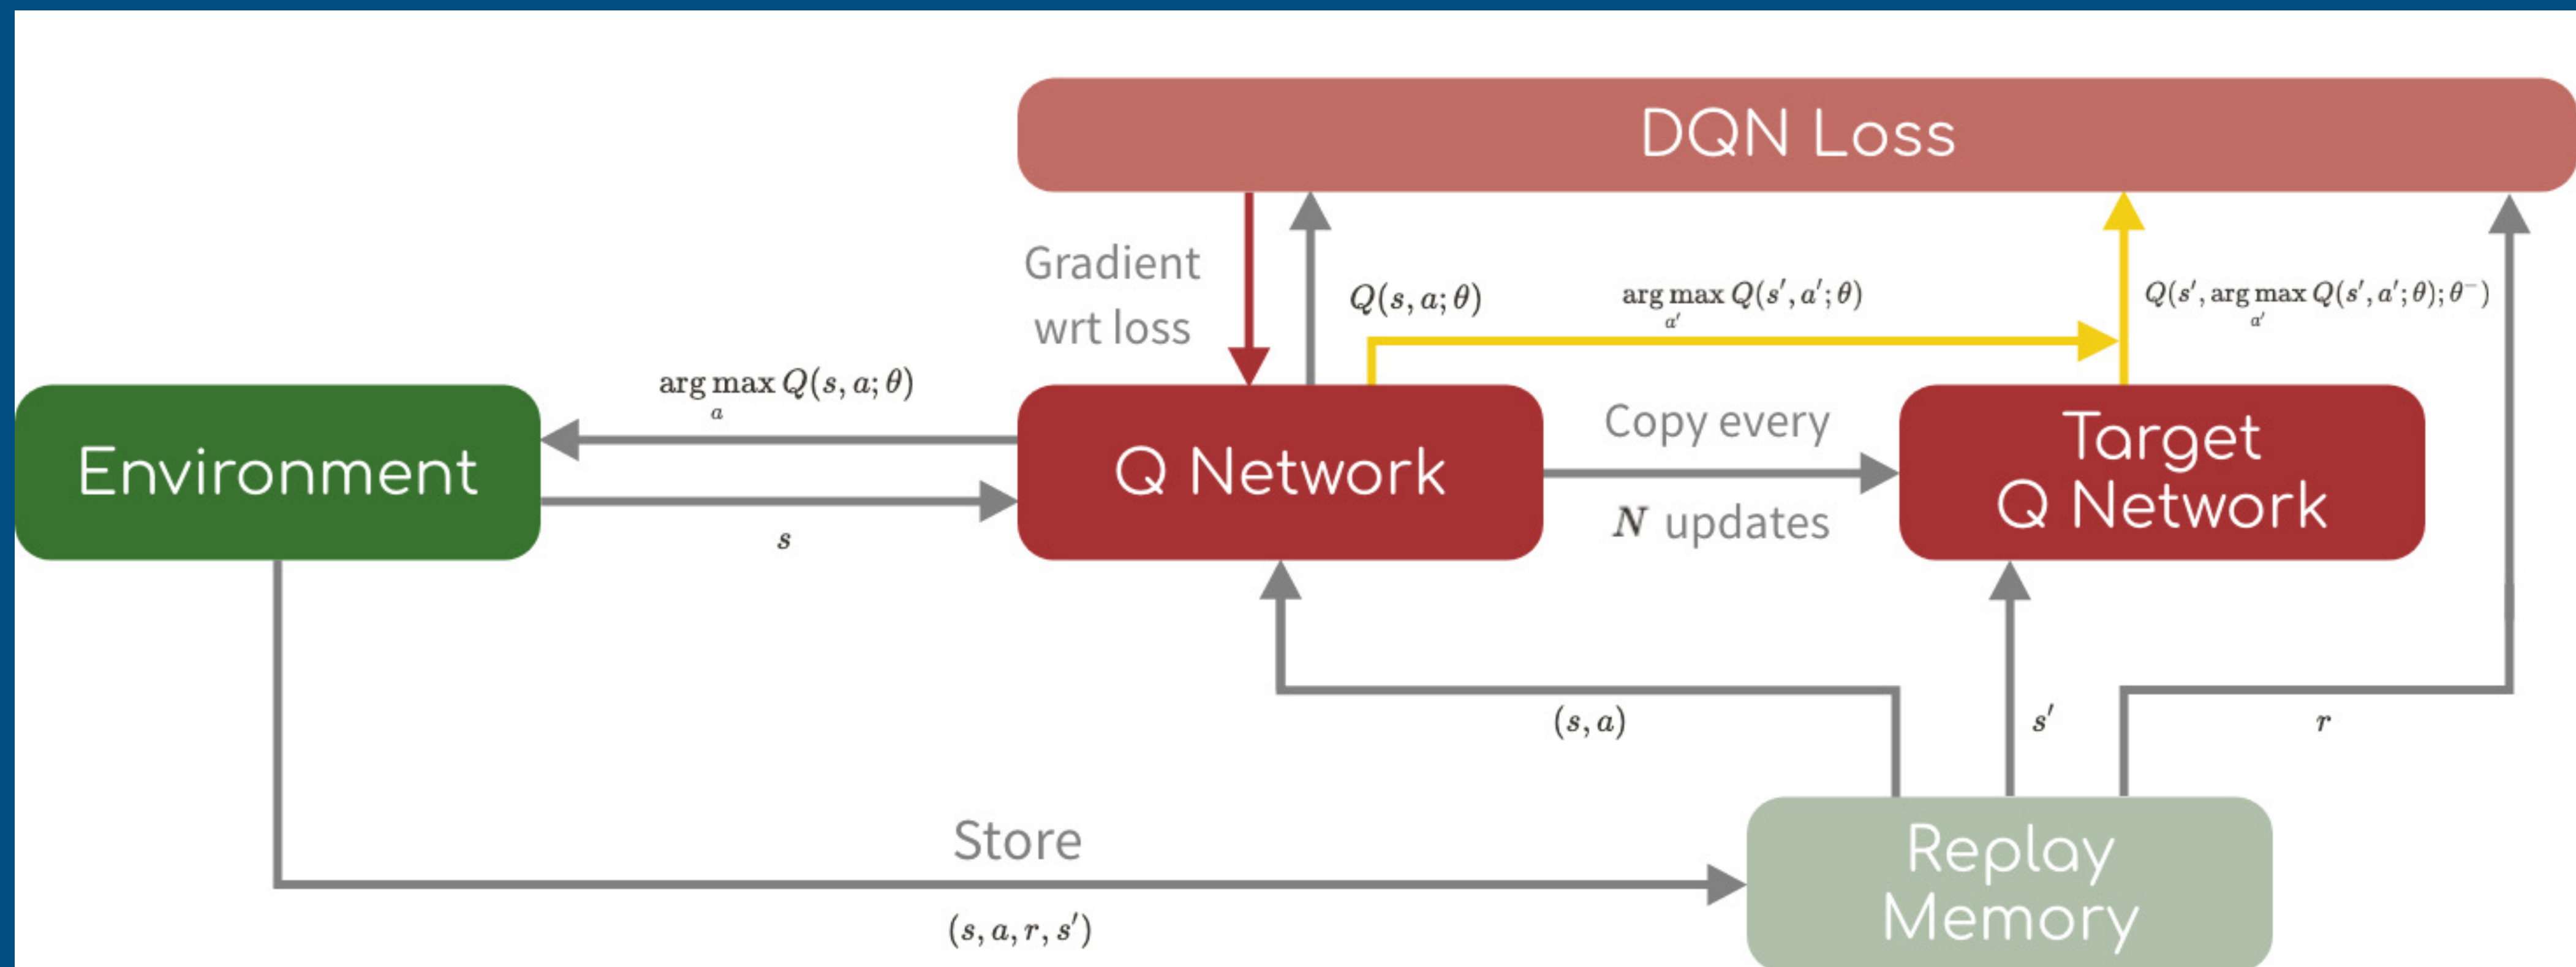 DQN Loss
Gradient
wrt loss
Q(s, a; θ)
arg max Q(s′, a′; θ)
a′
Q(s′, arg max Q(s′, a′; θ); θ⁻)
a′
arg max Q(s, a; θ)
a
Environment
s
Q Network
Copy every
N updates
Target
Q Network
(s, a)
s′
r
Store
(s, a, r, s′)
Replay
Memory